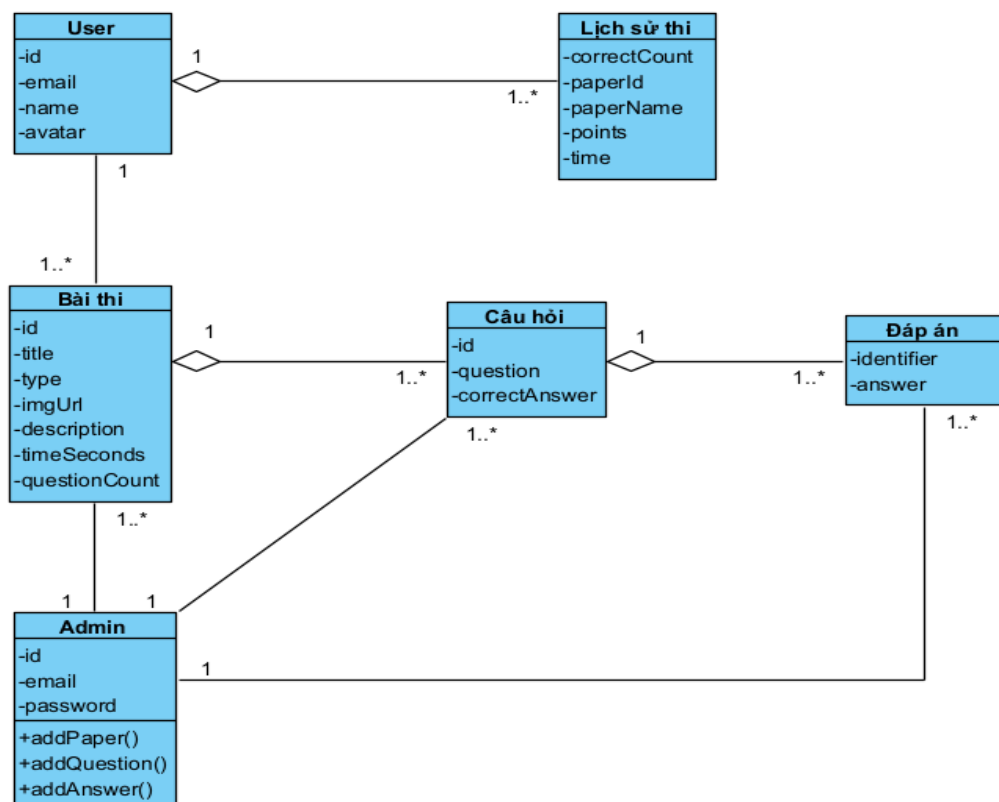 User
-id
-email
-name
-avatar
1
1..*
Lịch sử thi
-correctCount
-paperId
-paperName
-points
-time
1
1..*
Bài thi
-id
-title
-type
-imgUrl
-description
-timeSeconds
-questionCount
1
1..*
Câu hỏi
-id
-question
-correctAnswer
1
1..*
Đáp án
-identifier
-answer
1..*
1..*
1..*
1
1
1
Admin
-id
-email
-password
+addPaper()
+addQuestion()
+addAnswer()